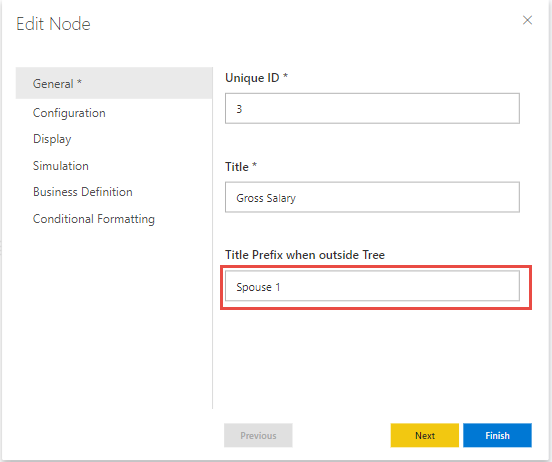 Edit Node
General *
Configuration
Display
Simulation
Business Definition
Conditional Formatting
Unique ID *
3
Title *
Gross Salary
Title Prefix when outside Tree
Spouse 1
Previous
Next
Finish